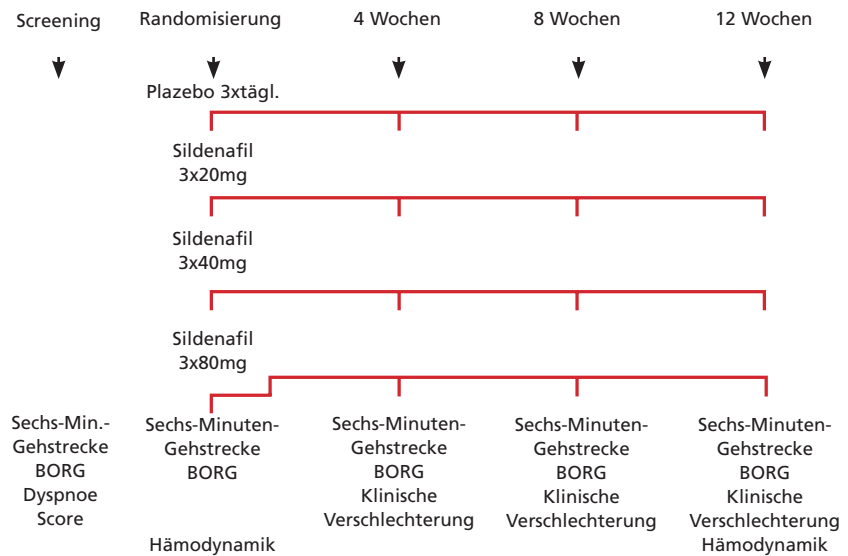 Screening
Randomisierung
4 Wochen
8 Wochen
12 Wochen
Plazebo 3xtägl.
Sildenafil
3x20mg
Sildenafil
3x40mg
Sildenafil
3x80mg
Sechs-Min.-
Gehstrecke
BORG
Dyspnoe
Score
Sechs-Minuten-
Gehstrecke
BORG
Hämodynamik
Sechs-Minuten-
Gehstrecke
BORG
Klinische
Verschlechterung
Sechs-Minuten-
Gehstrecke
BORG
Klinische
Verschlechterung
Sechs-Minuten-
Gehstrecke
BORG
Klinische
Verschlechterung
Hämodynamik